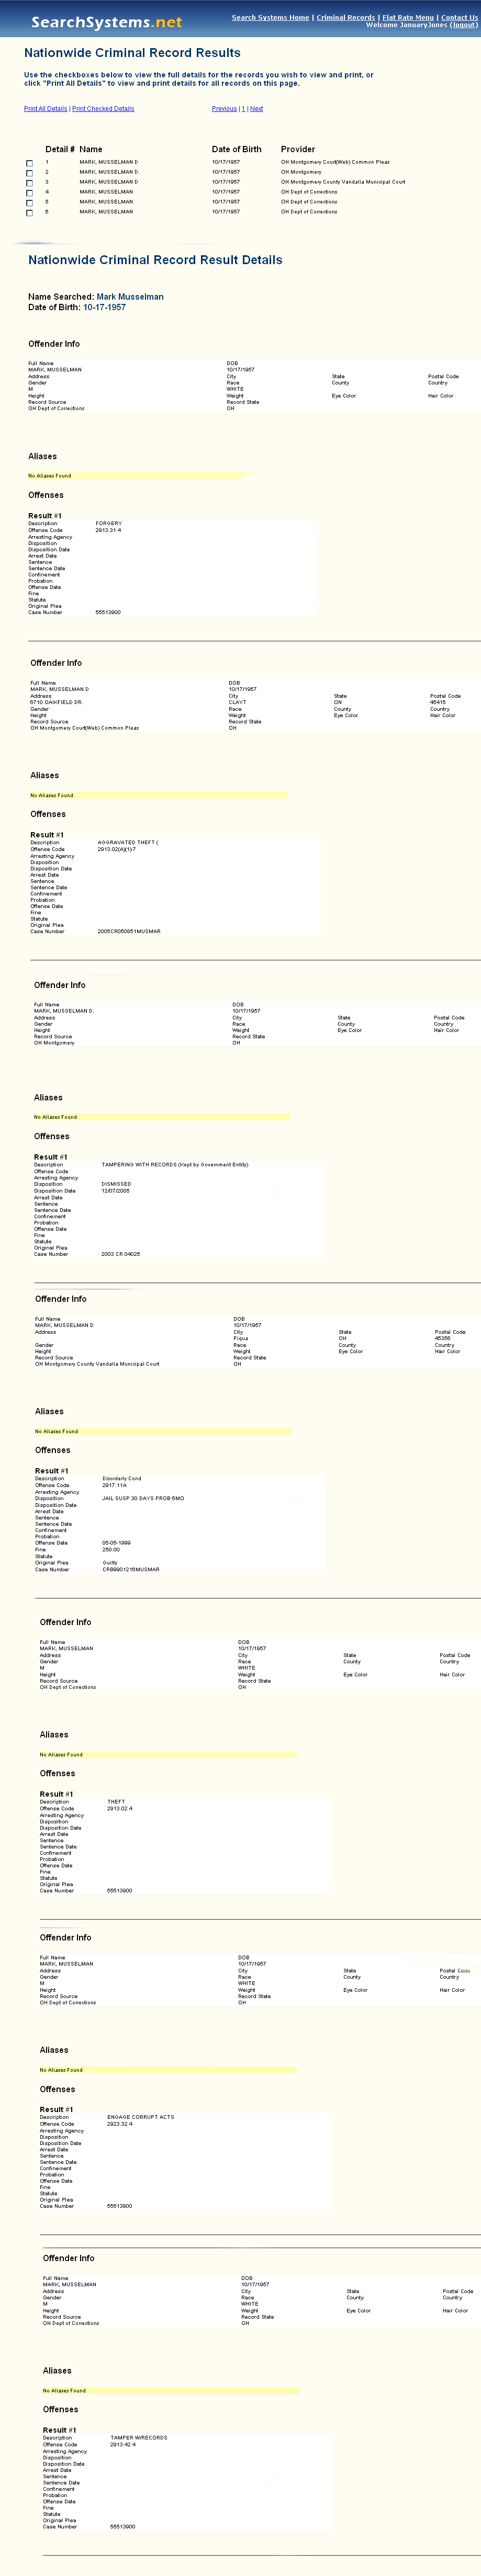 SearchSystems.net
Search Systems Home | Criminal Records | Flat Rate Menu | Contact Us
Welcome JanuaryJones (logout)
Nationwide Criminal Record Results
Use the checkboxes below to view the full details for the records you wish to view and print, or
click "Print All Details" to view and print details for all records on this page.
Print All Details | Print Checked Details Previous | 1 | Next
Detail # Name Date of Birth Provider
1 MARK, MUSSELMAN D 10/17/1957 OH Montgomery Court(Web) Common Pleas
2 MARK, MUSSELMAN D. 10/17/1957 OH Montgomery
3 MARK, MUSSELMAN D 10/17/1957 OH Montgomery County Vandalia Municipal Court
4 MARK, MUSSELMAN 10/17/1957 OH Dept of Corrections
5 MARK, MUSSELMAN 10/17/1957 OH Dept of Corrections
6 MARK, MUSSELMAN 10/17/1957 OH Dept of Corrections
Nationwide Criminal Record Result Details
Name Searched: Mark Musselman
Date of Birth: 10-17-1957
Offender Info
Full Name DOB
MARK, MUSSELMAN 10/17/1957
Address City State Postal Code
Gender Race County Country
M WHITE
Height Weight Eye Color Hair Color
Record Source Record State
OH Dept of Corrections OH
Aliases
No Aliases Found
Offenses
Result #1
Description FORGERY
Offense Code 2913.31 4
Arresting Agency
Disposition
Disposition Date
Arrest Date
Sentence
Sentence Date
Confinement
Probation
Offense Date
Fine
Statute
Original Plea
Case Number 55513900
Offender Info
Full Name DOB
MARK, MUSSELMAN D 10/17/1957
Address City State Postal Code
6710 OAKFIELD DR. CLAYT ON 45415
Gender Race County Country
Height Weight Eye Color Hair Color
Record Source Record State
OH Montgomery Court(Web) Common Pleas OH
Aliases
No Aliases Found
Offenses
Result #1
Description AGGRAVATED THEFT (
Offense Code 2913.02(A)(1)-7
Arresting Agency
Disposition
Disposition Date
Arrest Date
Sentence
Sentence Date
Confinement
Probation
Offense Date
Fine
Statute
Original Plea
Case Number 2005CR050851MUSMAR
Offender Info
Full Name DOB
MARK, MUSSELMAN D. 10/17/1957
Address City State Postal Code
Gender Race County Country
Height Weight Eye Color Hair Color
Record Source Record State
OH Montgomery OH
Aliases
No Aliases Found
Offenses
Result #1
Description TAMPERING WITH RECORDS (Kept by Government Entity)
Offense Code
Arresting Agency
Disposition DISMISSED
Disposition Date 12/07/2005
Arrest Date
Sentence
Sentence Date
Confinement
Probation
Offense Date
Fine
Statute
Original Plea
Case Number 2003 CR 04025
Offender Info
Full Name DOB
MARK, MUSSELMAN D 10/17/1957
Address City State Postal Code
Piqua OH 45356
Gender Race County Country
Height Weight Eye Color Hair Color
Record Source Record State
OH Montgomery County Vandalia Municipal Court OH
Aliases
No Aliases Found
Offenses
Result #1
Description Disorderly Cond
Offense Code 2917.11A
Arresting Agency
Disposition JAIL SUSP 30 DAYS PROB 6MO
Disposition Date
Arrest Date
Sentence
Sentence Date
Confinement
Probation
Offense Date 05-05-1999
Fine 250.00
Statute
Original Plea Guilty
Case Number CRB9901216MUSMAR
Offender Info
Full Name DOB
MARK, MUSSELMAN 10/17/1957
Address City State Postal Code
Gender Race County Country
M WHITE
Height Weight Eye Color Hair Color
Record Source Record State
OH Dept of Corrections OH
Aliases
No Aliases Found
Offenses
Result #1
Description THEFT
Offense Code 2913.02 4
Arresting Agency
Disposition
Disposition Date
Arrest Date
Sentence
Sentence Date
Confinement
Probation
Offense Date
Fine
Statute
Original Plea
Case Number 55513900
Offender Info
Full Name DOB
MARK, MUSSELMAN 10/17/1957
Address City State Postal Code
Gender Race County Country
M WHITE
Height Weight Eye Color Hair Color
Record Source Record State
OH Dept of Corrections OH
Aliases
No Aliases Found
Offenses
Result #1
Description ENGAGE CORRUPT ACTS
Offense Code 2923.32 4
Arresting Agency
Disposition
Disposition Date
Arrest Date
Sentence
Sentence Date
Confinement
Probation
Offense Date
Fine
Statute
Original Plea
Case Number 55513900
Offender Info
Full Name DOB
MARK, MUSSELMAN 10/17/1957
Address City State Postal Code
Gender Race County Country
M WHITE
Height Weight Eye Color Hair Color
Record Source Record State
OH Dept of Corrections OH
Aliases
No Aliases Found
Offenses
Result #1
Description TAMPER W/RECORDS
Offense Code 2913.42 4
Arresting Agency
Disposition
Disposition Date
Arrest Date
Sentence
Sentence Date
Confinement
Probation
Offense Date
Fine
Statute
Original Plea
Case Number 55513900